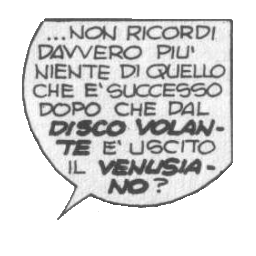 ...NON RICORDI
DAVVERO PIU'
NIENTE DI QUELLO
CHE E' SUCCESSO
DOPO CHE DAL
DISCO VOLAN-
TE E' USCITO
IL VENUSIA-
NO?